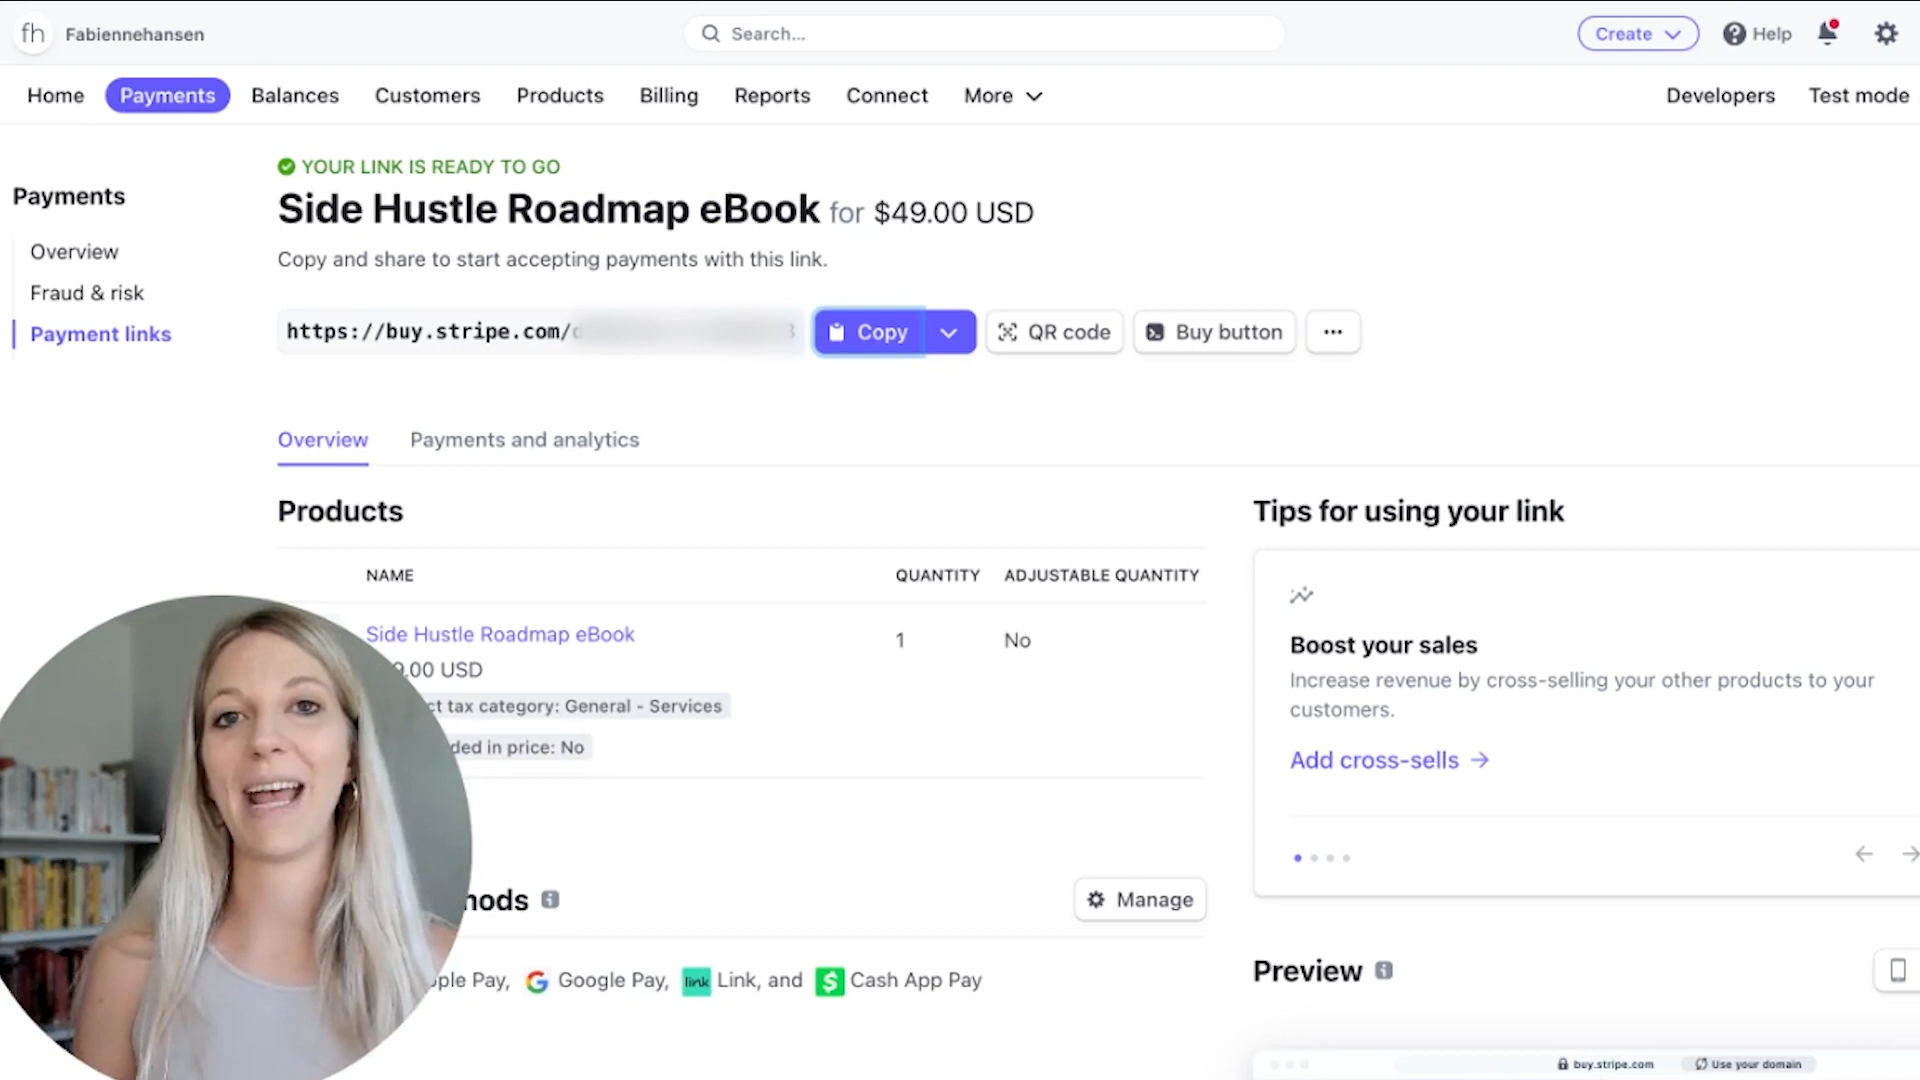 fh Fabiennehansen
Search...
Create
Help
Home Payments Balances Customers Products Billing Reports Connect More
Developers Test mode
Payments
Overview
Fraud & risk
Payment links
YOUR LINK IS READY TO GO
Side Hustle Roadmap eBook for $49.00 USD
Copy and share to start accepting payments with this link.
https://buy.stripe.com/
Copy
QR code
Buy button
Overview Payments and analytics
Products
NAME QUANTITY ADJUSTABLE QUANTITY
Side Hustle Roadmap eBook 1 No
9.00 USD
ct tax category: General - Services
ded in price: No
Tips for using your link
Boost your sales
Increase revenue by cross-selling your other products to your
customers.
Add cross-sells →
hods
Manage
ple Pay, G Google Pay, link Link, and $ Cash App Pay
Preview
buy.stripe.com Use your domain